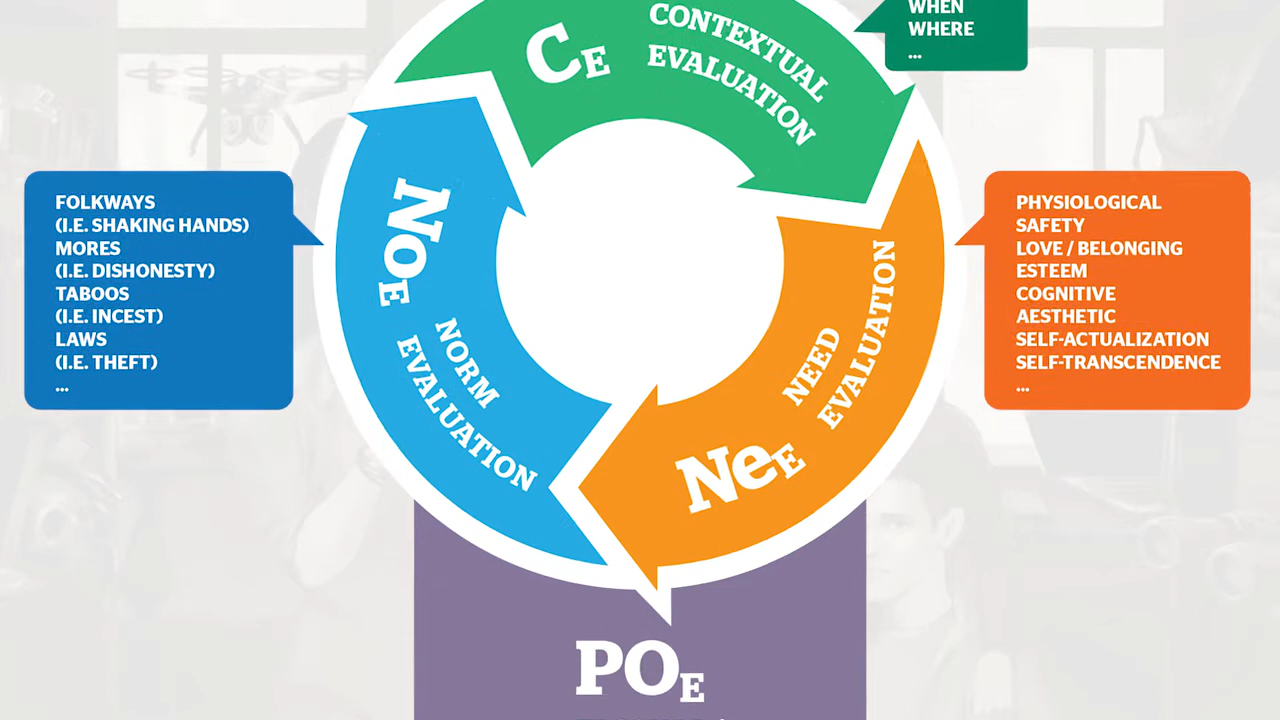 WHEN
WHERE
...
CE
CONTEXTUAL
EVALUATION
FOLKWAYS
(I.E. SHAKING HANDS)
MORES
(I.E. DISHONESTY)
TABOOS
(I.E. INCEST)
LAWS
(I.E. THEFT)
...
NOE
NORM
EVALUATION
NEED
EVALUATION
NeE
PHYSIOLOGICAL
SAFETY
LOVE / BELONGING
ESTEEM
COGNITIVE
AESTHETIC
SELF-ACTUALIZATION
SELF-TRANSCENDENCE
...
POE